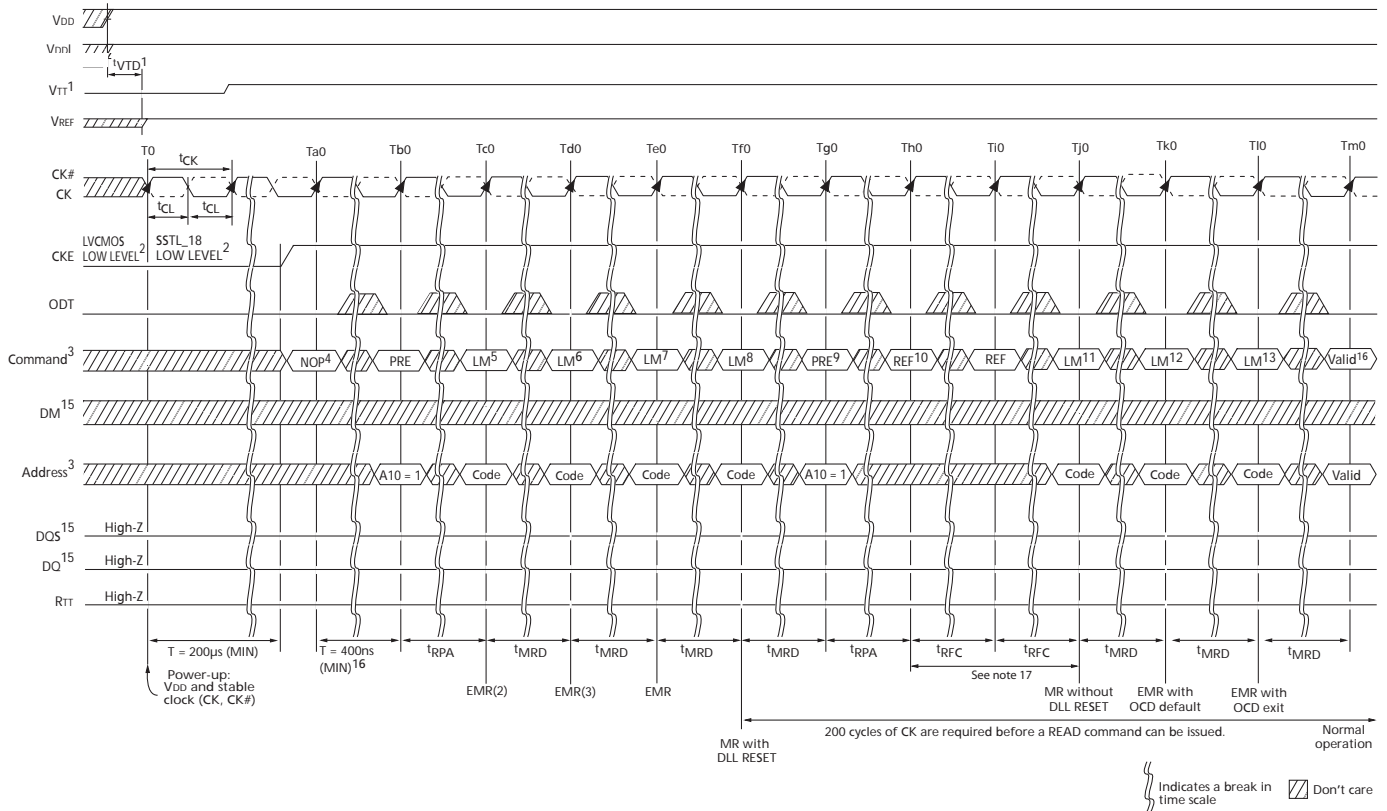 VDD
VDDL
tVTD1
VTT1
VREF
T0 Ta0 Tb0 Tc0 Td0 Te0 Tf0 Tg0 Th0 Ti0 Tj0 Tk0 Tl0 Tm0
tCK
CK#
CK
tCL tCL
CKE LVCMOS LOW LEVEL2 SSTL_18 LOW LEVEL2
ODT
Command3 NOP4 PRE LM5 LM6 LM7 LM8 PRE9 REF10 REF LM11 LM12 LM13 Valid16
DM15
Address3 A10 = 1 Code Code Code Code A10 = 1 Code Code Code Valid
DQS15 High-Z
DQ15 High-Z
RTT High-Z
T = 200µs (MIN) T = 400ns (MIN)16 tRPA tMRD tMRD tMRD tMRD tRPA tRFC tRFC tMRD tMRD tMRD
See note 17
Power-up:
VDD and stable
clock (CK, CK#)
EMR(2) EMR(3) EMR
MR without DLL RESET
EMR with OCD default
EMR with OCD exit
MR with DLL RESET
200 cycles of CK are required before a READ command can be issued.
Normal operation
Indicates a break in time scale
Don't care